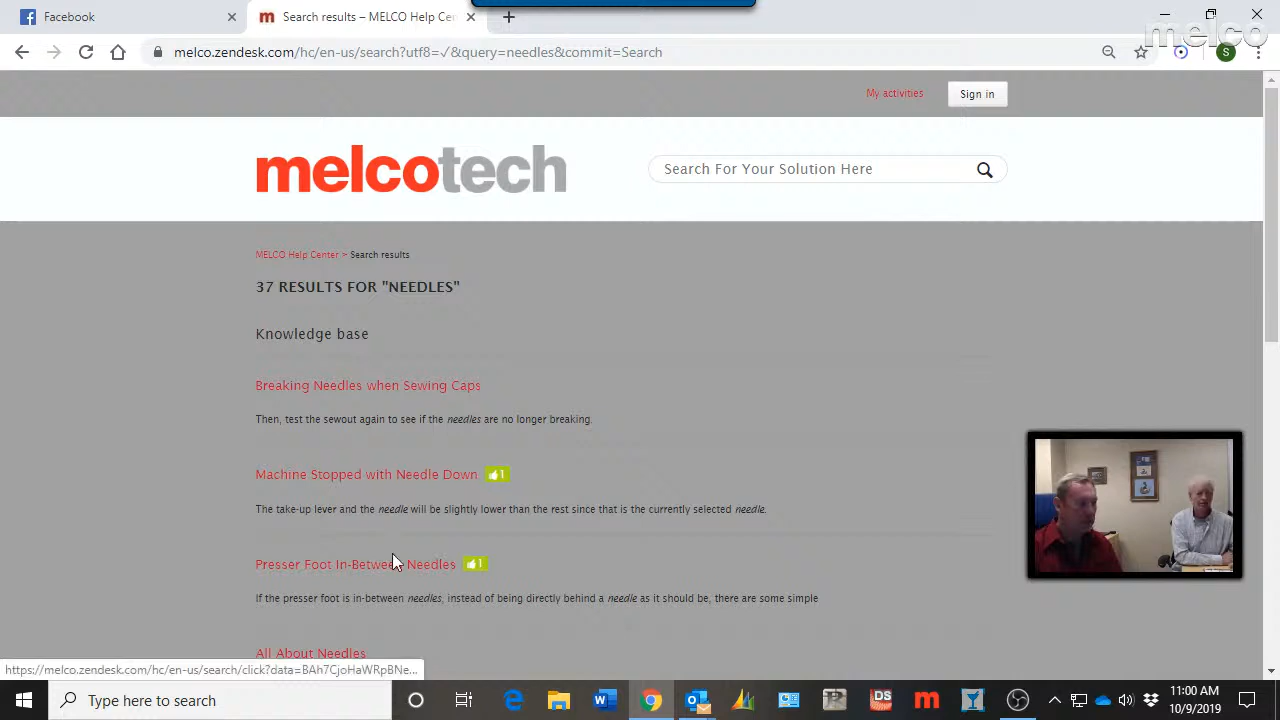 Facebook
Search results – MELCO Help Cen
melco
melco.zendesk.com/hc/en-us/search?utf8=✓&query=needles&commit=Search
S
My activities
Sign in
melcotech
Search For Your Solution Here
MELCO Help Center > Search results
37 RESULTS FOR "NEEDLES"
Knowledge base
Breaking Needles when Sewing Caps
Then, test the sewout again to see if the needles are no longer breaking.
Machine Stopped with Needle Down 1
The take-up lever and the needle will be slightly lower than the rest since that is the currently selected needle.
Presser Foot In-Between Needles 1
If the presser foot is in-between needles, instead of being directly behind a needle as it should be, there are some simple
All About Needles
https://melco.zendesk.com/hc/en-us/search/click?data=BAh7CjoHaWRpBNe...
Type here to search
DS
11:00 AM
10/9/2019